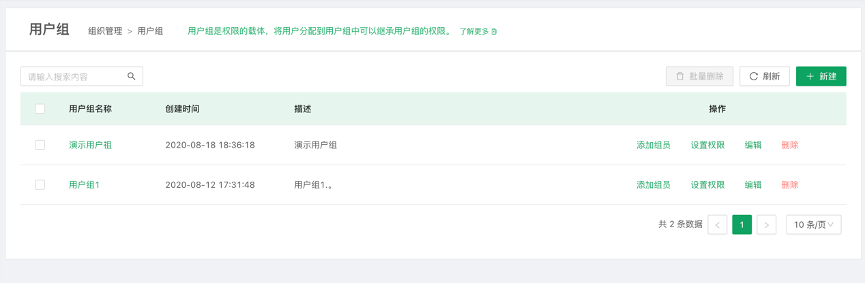 用户组 组织管理 > 用户组 用户组是权限的载体，将用户分配到用户组中可以继承用户组的权限。 了解更多
请输入搜索内容 批量删除 刷新 + 新建
用户组名称 创建时间 描述 操作
演示用户组 2020-08-18 18:36:18 演示用户组 添加组员 设置权限 编辑 删除
用户组1 2020-08-12 17:31:48 用户组1.。 添加组员 设置权限 编辑 删除
共 2 条数据 < 1 > 10 条/页